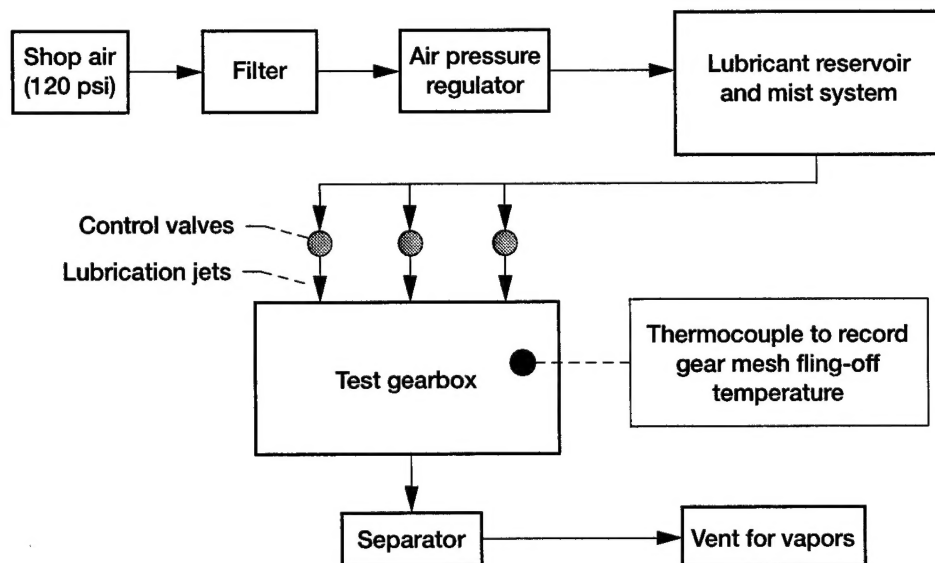 Shop air
(120 psi)
Filter
Air pressure
regulator
Lubricant reservoir
and mist system
Control valves
Lubrication jets
Test gearbox
Thermocouple to record
gear mesh fling-off
temperature
Separator
Vent for vapors